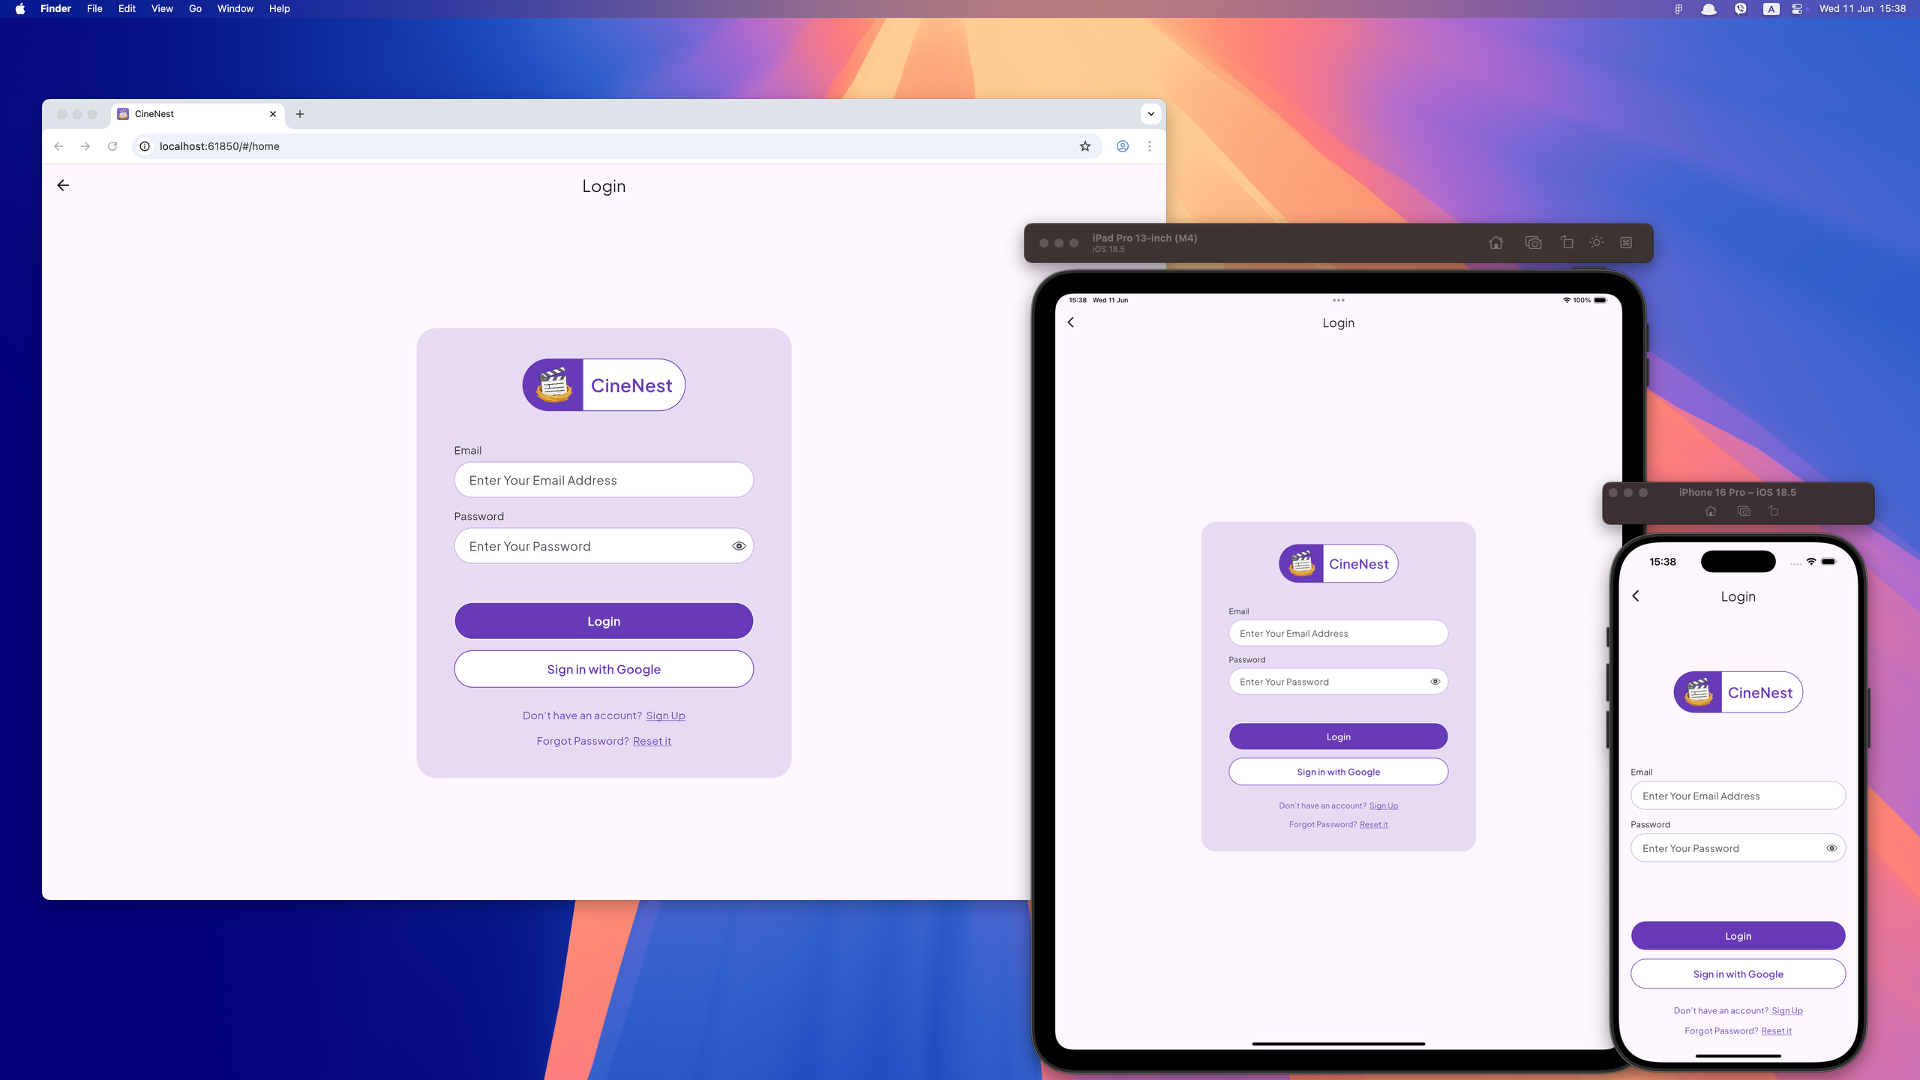 Finder File Edit View Go Window Help
A Wed 11 Jun 15:38
CineNest
localhost:61850/#/home
Login
CineNest
Email
Enter Your Email Address
Password
Enter Your Password
Login
Sign in with Google
Don't have an account? Sign Up
Forgot Password? Reset it
iPad Pro 13-inch (M4)
iOS 18.5
15:38 Wed 11 Jun 100%
Login
CineNest
Email
Enter Your Email Address
Password
Enter Your Password
Login
Sign in with Google
Don't have an account? Sign Up
Forgot Password? Reset it
iPhone 16 Pro – iOS 18.5
15:38
Login
CineNest
Email
Enter Your Email Address
Password
Enter Your Password
Login
Sign in with Google
Don't have an account? Sign Up
Forgot Password? Reset it